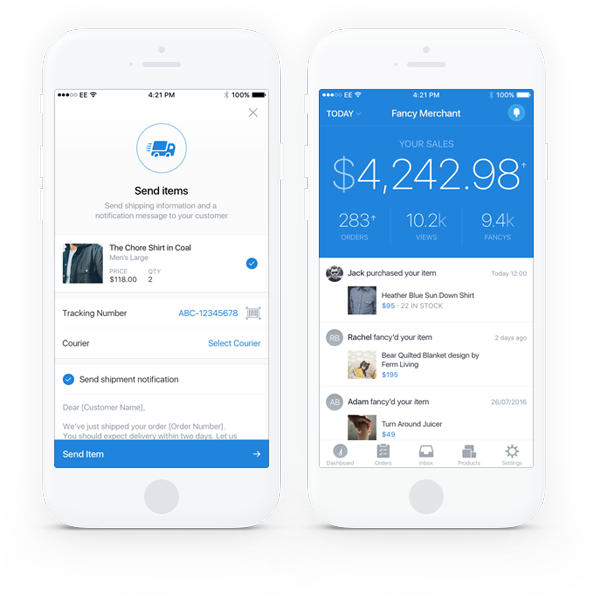 EE 4:21 PM 100%
Send items
Send shipping information and a
notification message to your customer
The Chore Shirt in Coal
Men's Large
PRICE QTY
$118.00 2
Tracking Number ABC-12345678
Courier Select Courier
Send shipment notification
Dear [Customer Name],
We've just shipped your order [Order Number].
You should expect delivery within two days. Let us
Send Item
EE 4:21 PM 100%
TODAY Fancy Merchant
YOUR SALES
$4,242.98
283 10.2k 9.4k
ORDERS VIEWS FANCYS
Jack purchased your item Today 12:00
Heather Blue Sun Down Shirt
$95 · 22 IN STOCK
RB Rachel fancy'd your item 2 days ago
Bear Quilted Blanket design by
Ferm Living
$195
AB Adam fancy'd your item 26/07/2016
Turn Around Juicer
$49
Dashboard Orders Inbox Products Settings